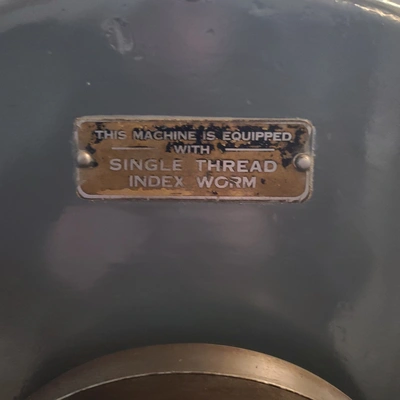 THIS MACHINE IS EQUIPPED
WITH
SINGLE THREAD
INDEX WORM